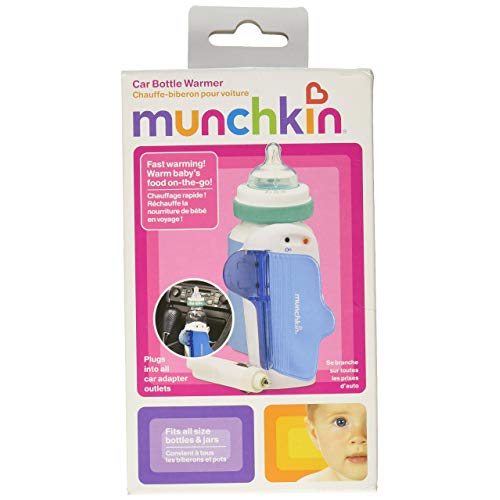 Car Bottle Warmer
Chauffe-biberon pour voiture
munchkin®
Fast warming!
Warm baby's
food on-the-go!
Chauffage rapide !
Réchauffe la
nourriture de bébé
en voyage !
ON
munchkin
Plugs
into all
car adapter
outlets
Se branche
sur toutes
les prises
d'auto
Fits all size
bottles & jars
Convient à tous
les biberons et pots